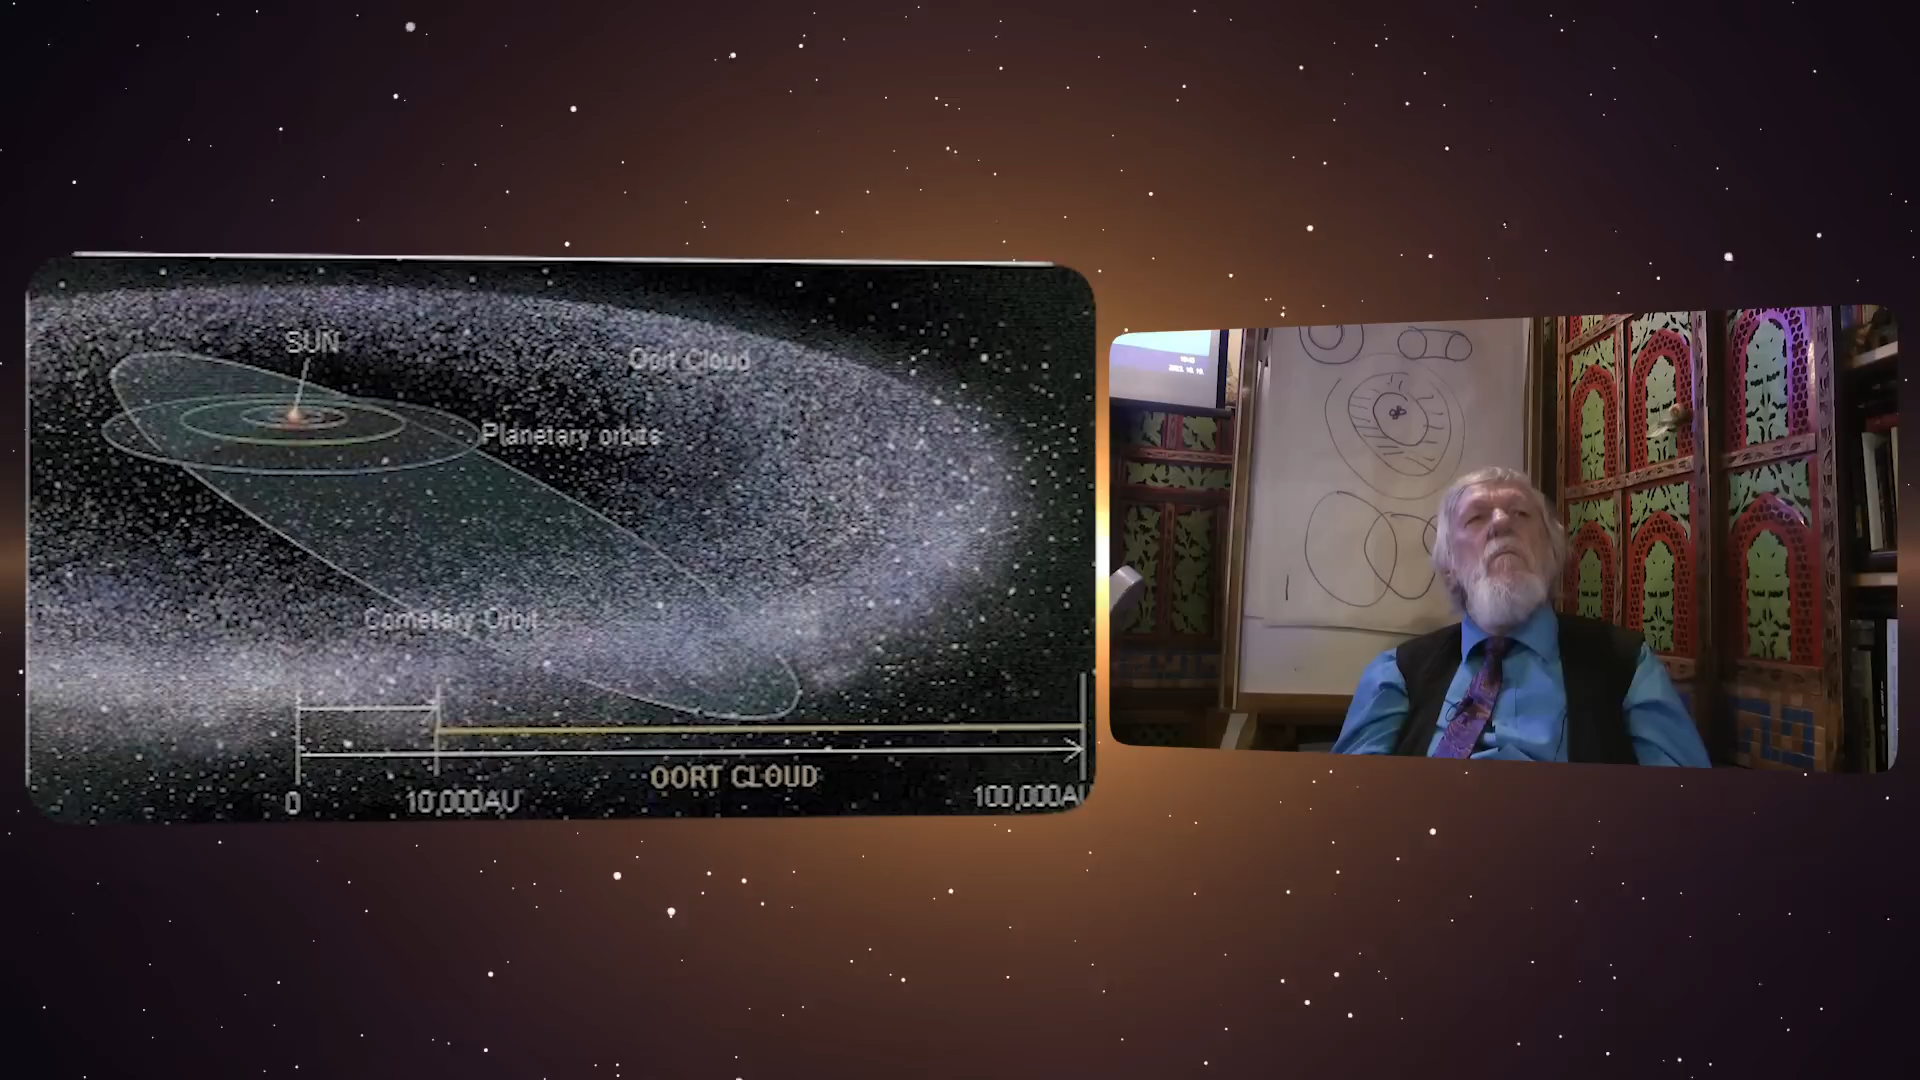 SUN
Oort Cloud
Planetary orbits
Cometary Orbit
OORT CLOUD
0
10,000AU
100,000AU